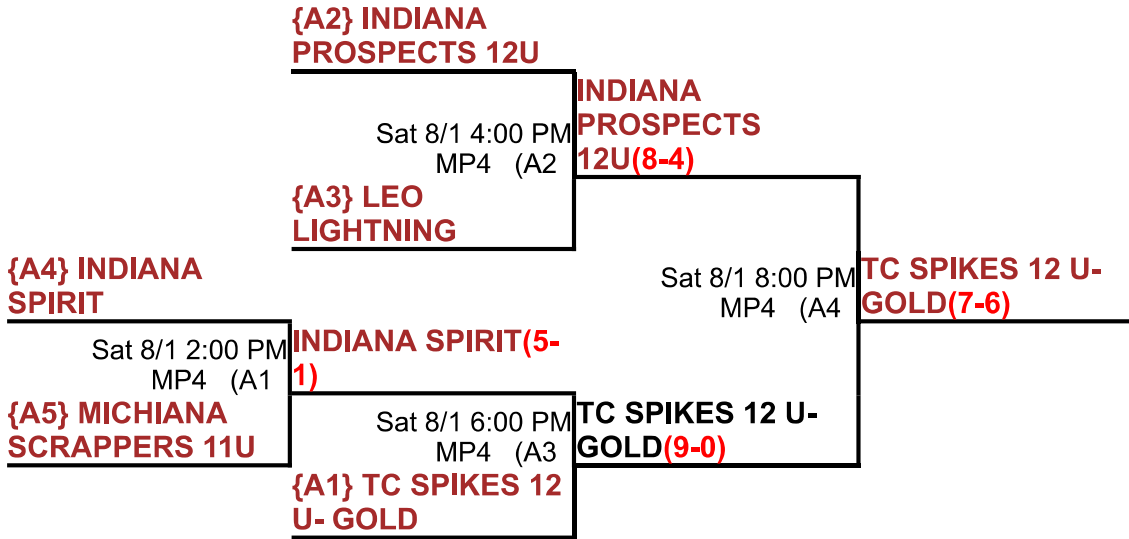 {A2} INDIANA
PROSPECTS 12U
INDIANA
PROSPECTS
12U(8-4)
Sat 8/1 4:00 PM
MP4 (A2
{A3} LEO
LIGHTNING
{A4} INDIANA
SPIRIT
Sat 8/1 8:00 PM
MP4 (A4
TC SPIKES 12 U-
GOLD(7-6)
Sat 8/1 2:00 PM
MP4 (A1
INDIANA SPIRIT(5-
1)
{A5} MICHIANA
SCRAPPERS 11U
Sat 8/1 6:00 PM
MP4 (A3
TC SPIKES 12 U-
GOLD(9-0)
{A1} TC SPIKES 12
U- GOLD